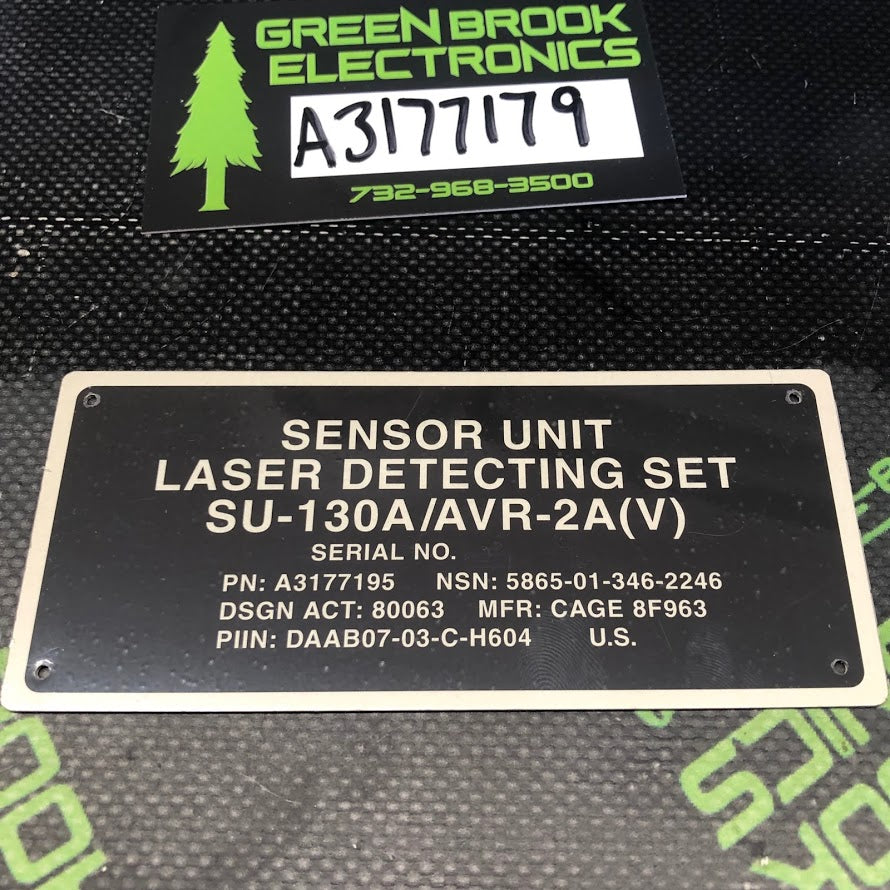 GREEN BROOK
ELECTRONICS
A3177179
732-968-3500
SENSOR UNIT
LASER DETECTING SET
SU-130A/AVR-2A(V)
SERIAL NO.
PN: A3177195 NSN: 5865-01-346-2246
DSGN ACT: 80063 MFR: CAGE 8F963
PIIN: DAAB07-03-C-H604 U.S.